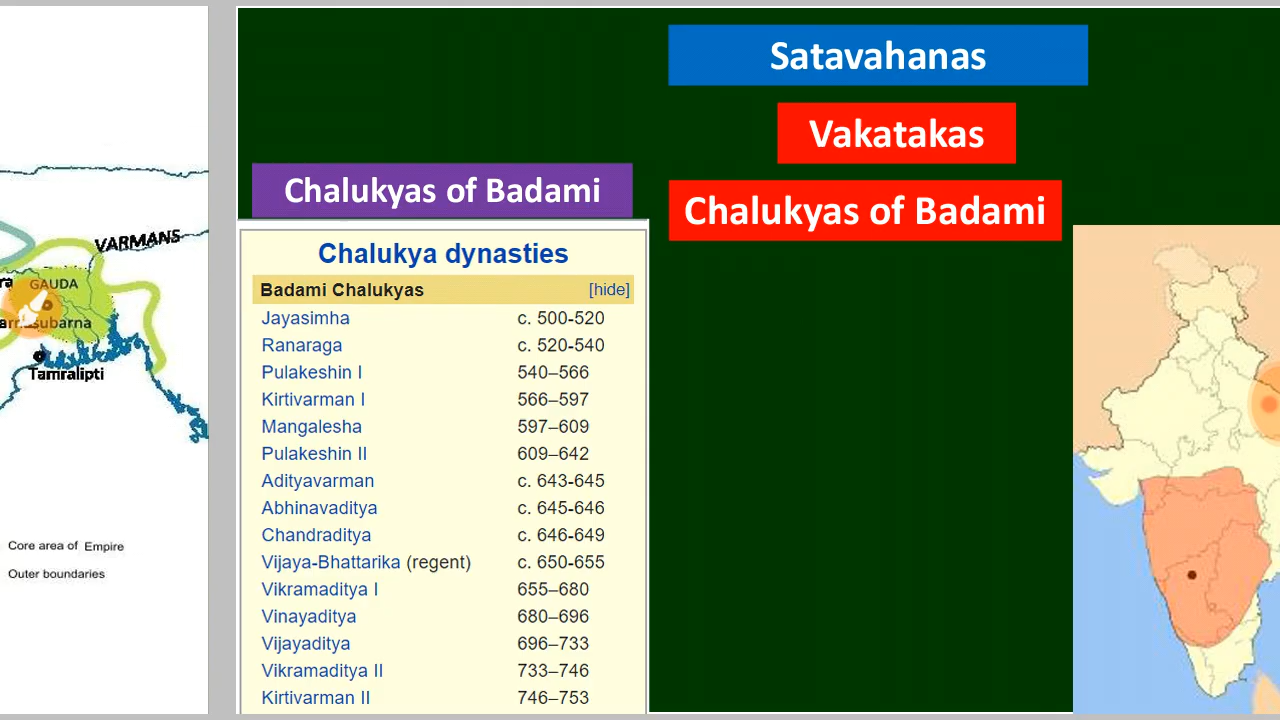 VARMANS
GAUDA
Tamralipti
Core area of Empire
Outer boundaries
Satavahanas
Vakatakas
Chalukyas of Badami
Chalukyas of Badami
Chalukya dynasties
Badami Chalukyas [hide]
Jayasimha c. 500-520
Ranaraga c. 520-540
Pulakeshin I 540–566
Kirtivarman I 566–597
Mangalesha 597–609
Pulakeshin II 609–642
Adityavarman c. 643-645
Abhinavaditya c. 645-646
Chandraditya c. 646-649
Vijaya-Bhattarika (regent) c. 650-655
Vikramaditya I 655–680
Vinayaditya 680–696
Vijayaditya 696–733
Vikramaditya II 733–746
Kirtivarman II 746–753